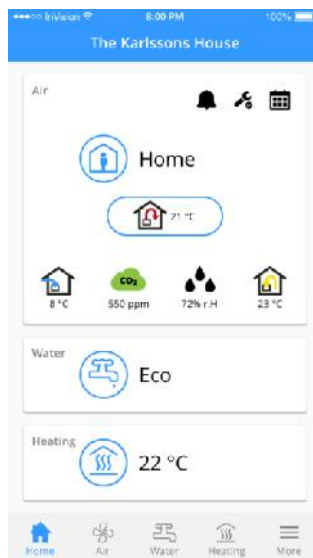 InVision 8:00 PM 100%
The Karlssons House
Air
Home
21 °C
CO₂
8 °C 550 ppm 72% r.H 23 °C
Water
Eco
Heating
22 °C
Home Air Water Heating More